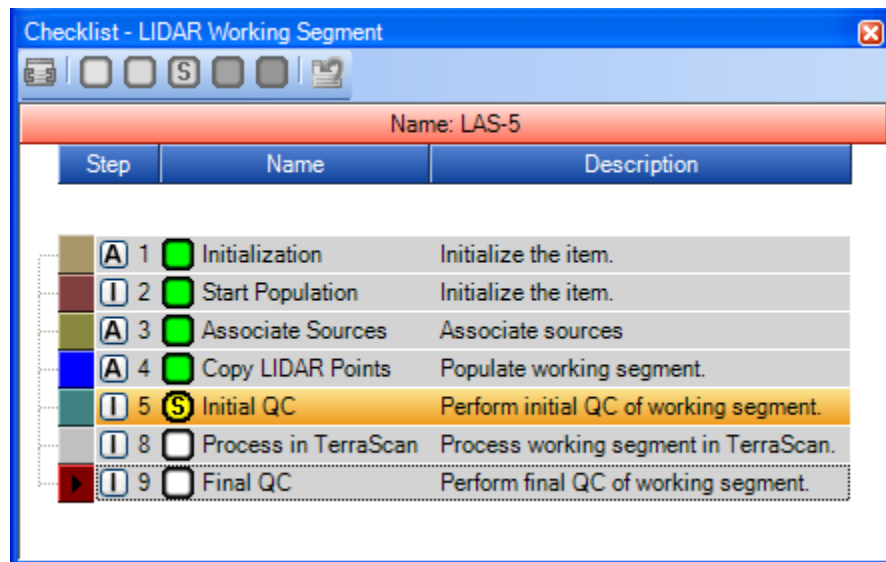 Checklist - LIDAR Working Segment
S
Name: LAS-5
Step Name Description
A 1 Initialization Initialize the item.
I 2 Start Population Initialize the item.
A 3 Associate Sources Associate sources
A 4 Copy LIDAR Points Populate working segment.
I 5 S Initial QC Perform initial QC of working segment.
I 8 Process in TerraScan Process working segment in TerraScan.
I 9 Final QC Perform final QC of working segment.